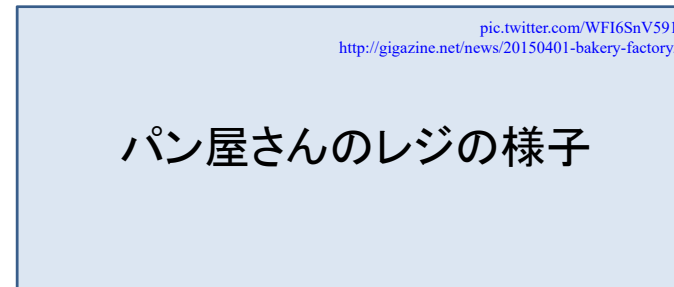 pic.twitter.com/WFI6SnV591
http://gigazine.net/news/20150401-bakery-factory/
パン屋さんのレジの様子